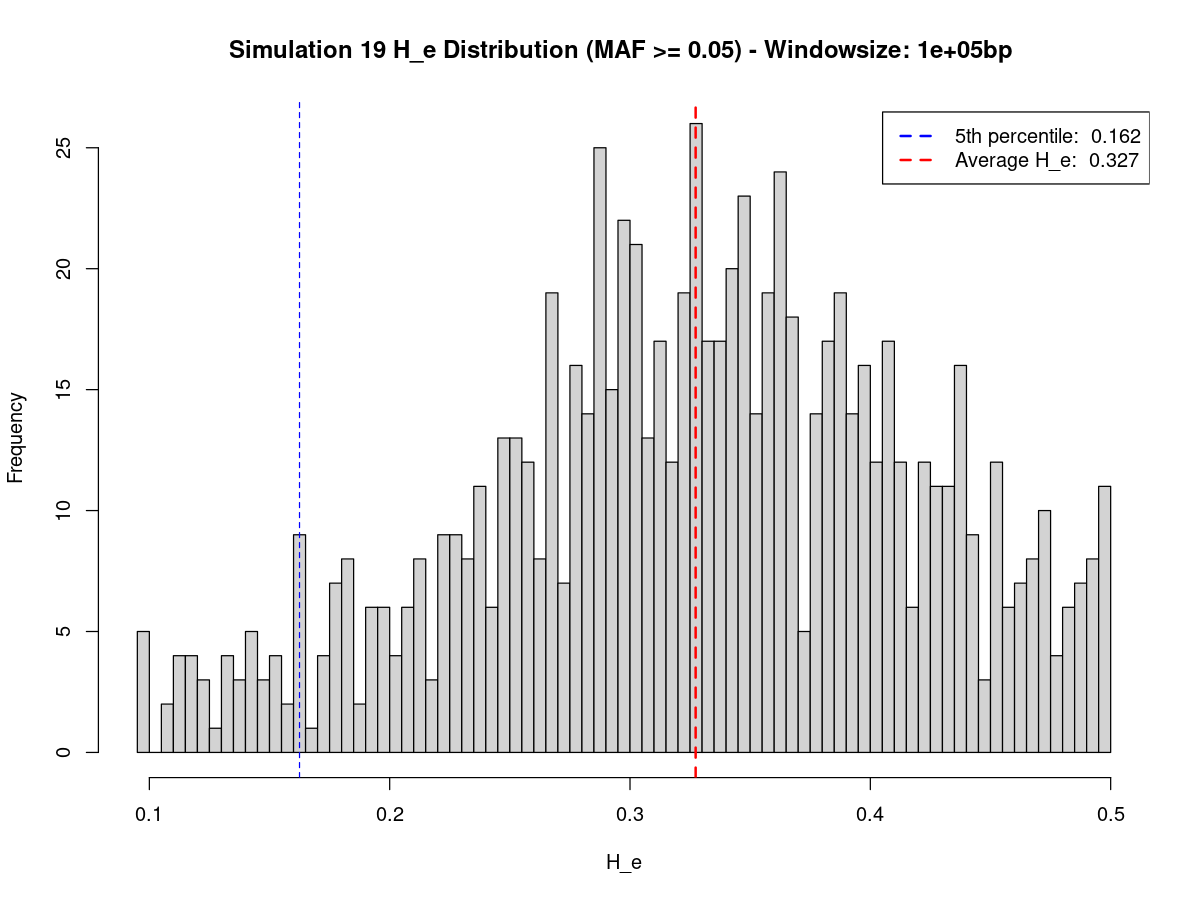 Simulation 19 H_e Distribution (MAF >= 0.05) - Windowsize: 1e+05bp
5th percentile:  0.162
Average H_e:  0.327
Frequency
25
20
15
10
5
0
0.1 0.2 0.3 0.4 0.5
H_e